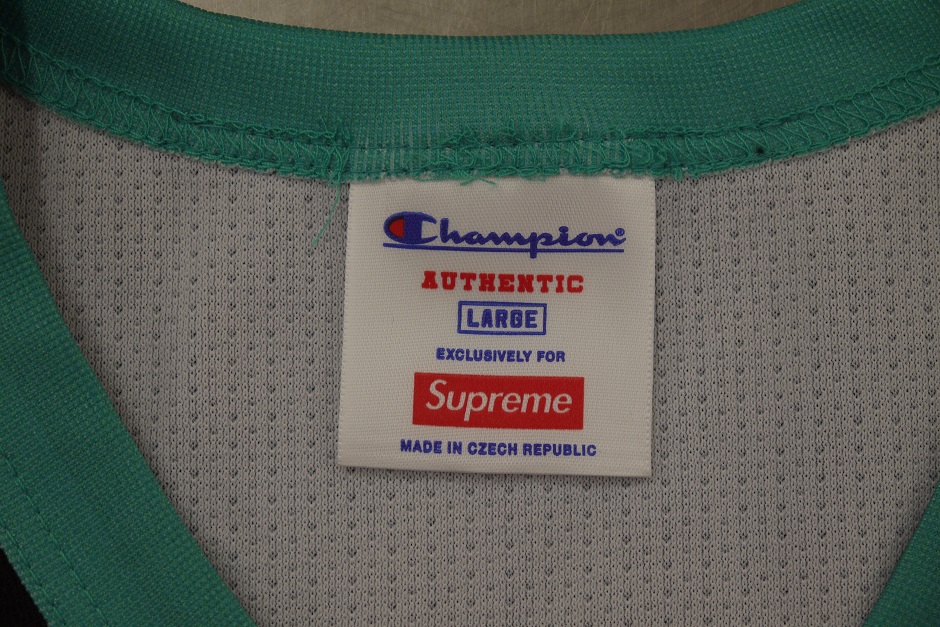 Champion®
AUTHENTIC
LARGE
EXCLUSIVELY FOR
Supreme
MADE IN CZECH REPUBLIC